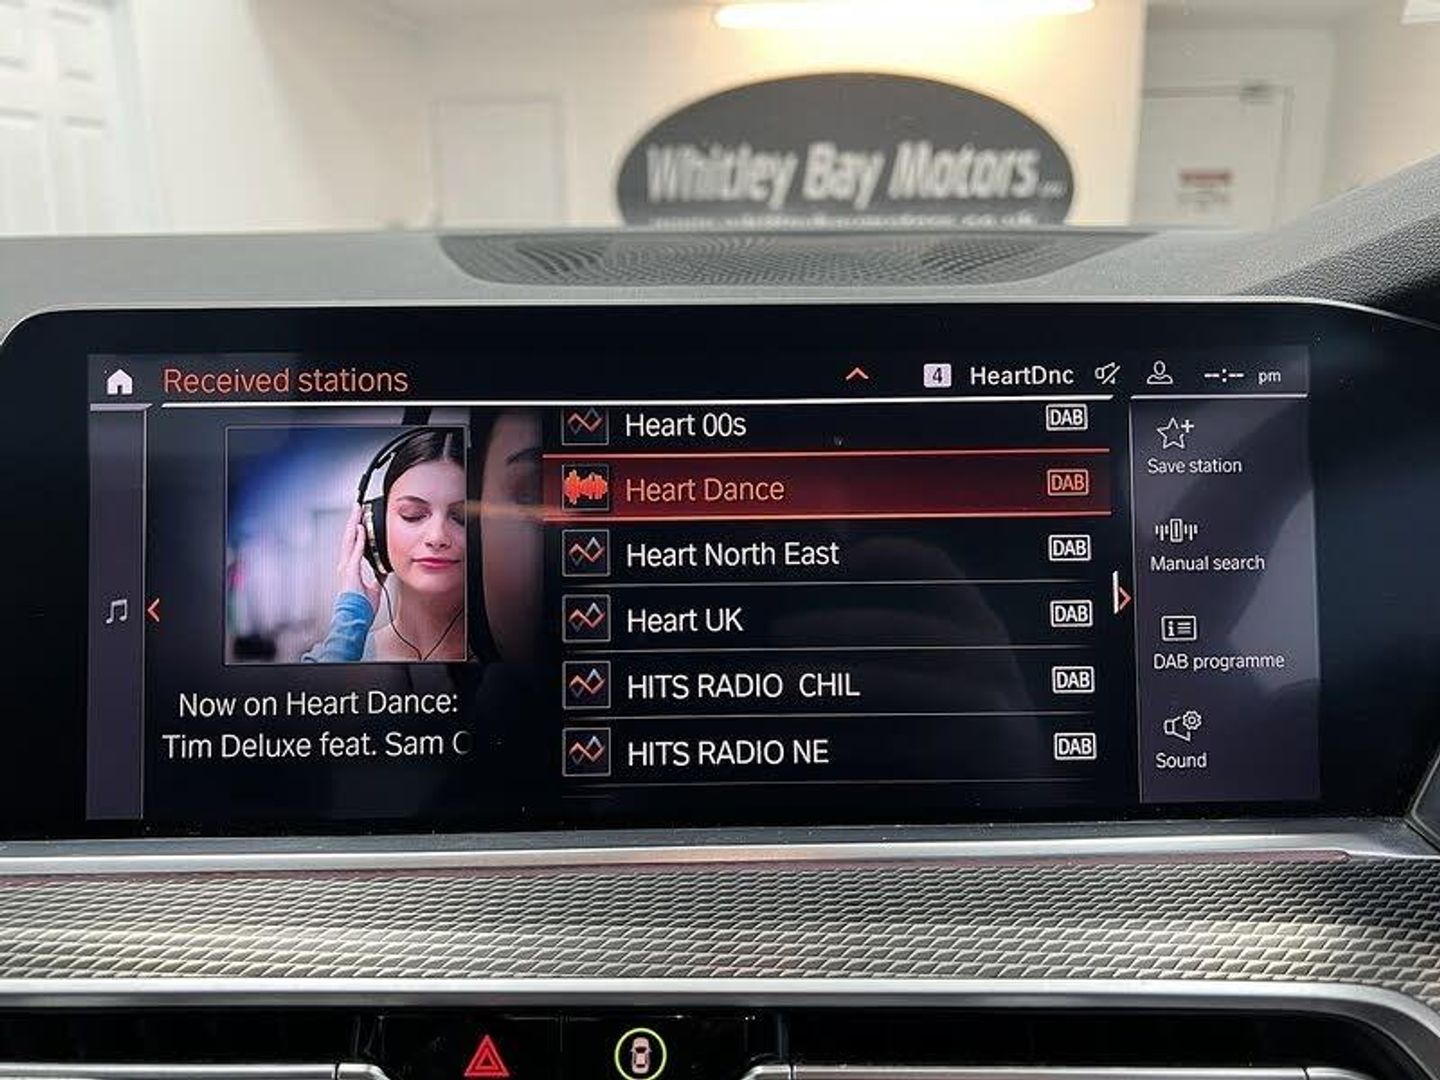 Whitley Bay Motors...
Received stations
4 HeartDnc
--:-- pm
Heart 00s DAB
Heart Dance DAB
Heart North East DAB
Heart UK DAB
HITS RADIO CHIL DAB
HITS RADIO NE DAB
Now on Heart Dance:
Tim Deluxe feat. Sam O
Save station
Manual search
DAB programme
Sound